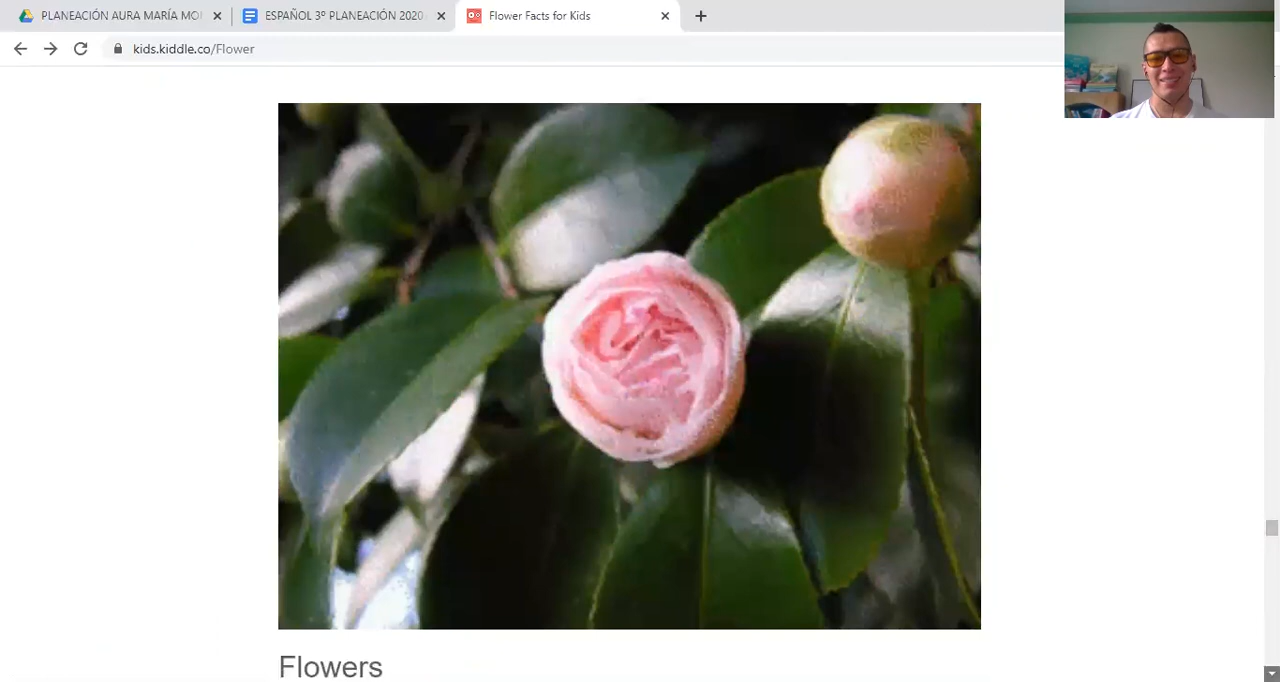 PLANEACIÓN AURA MARÍA MO
ESPAÑOL 3º PLANEACIÓN 2020
Flower Facts for Kids
kids.kiddle.co/Flower
Flowers